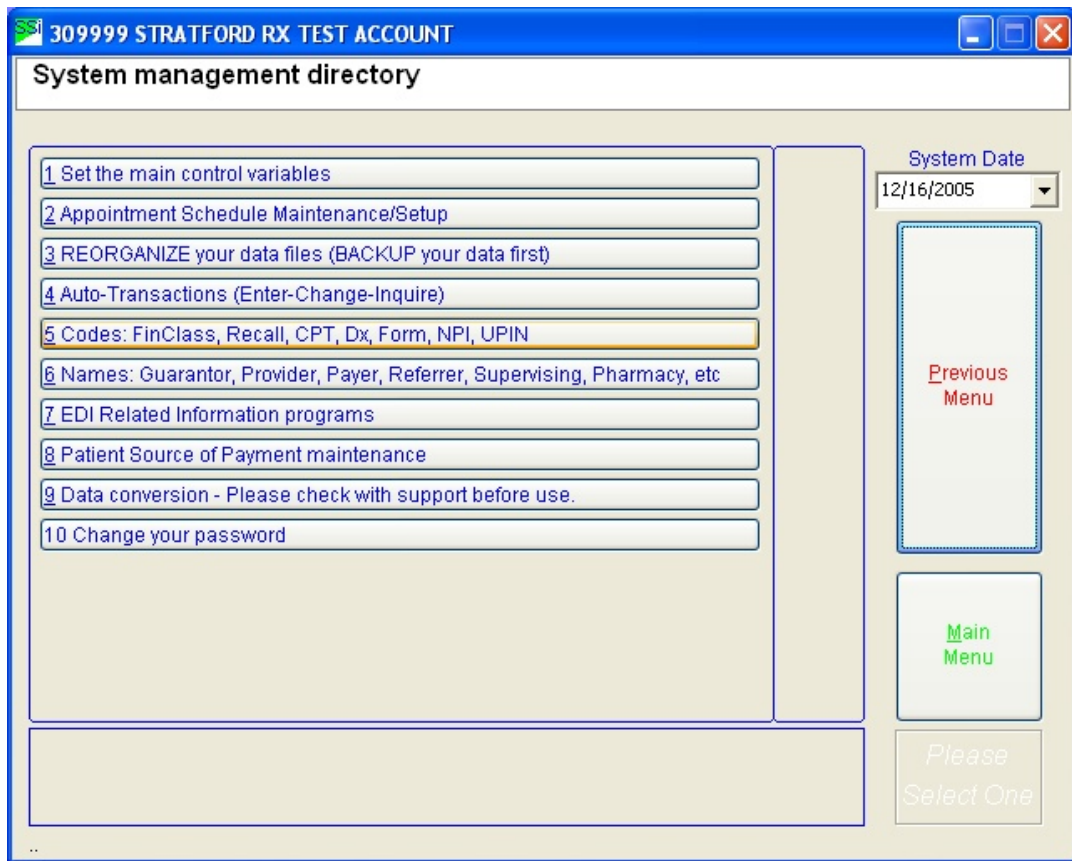 SSi 309999 STRATFORD RX TEST ACCOUNT
System management directory
1 Set the main control variables
2 Appointment Schedule Maintenance/Setup
3 REORGANIZE your data files (BACKUP your data first)
4 Auto-Transactions (Enter-Change-Inquire)
5 Codes: FinClass, Recall, CPT, Dx, Form, NPI, UPIN
6 Names: Guarantor, Provider, Payer, Referrer, Supervising, Pharmacy, etc
7 EDI Related Information programs
8 Patient Source of Payment maintenance
9 Data conversion - Please check with support before use.
10 Change your password
System Date
12/16/2005
Previous
Menu
Main
Menu
Please
Select One
..